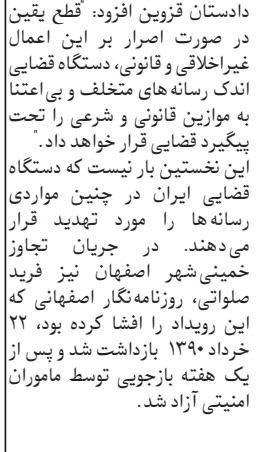 دادستان قزوین افزود: "قطع یقین
در صورت اصرار بر این اعمال
غیراخلاقی و قانونی، دستگاه قضایی
اندک رسانه‌های متخلف و بی‌اعتنا
به موازین قانونی و شرعی را تحت
پیگیرد قضایی قرار خواهد داد."
این نخستین بار نیست که دستگاه
قضایی ایران در چنین مواردی
رسانه‌ها را مورد تهدید قرار
می‌دهند. در جریان تجاوز
خمینی‌شهر اصفهان نیز فرید
صلواتی، روزنامه‌نگار اصفهانی که
این رویداد را افشا کرده بود، ۲۲
خرداد ۱۳۹۰ بازداشت شد و پس از
یک هفته بازجویی توسط ماموران
امنیتی آزاد شد.